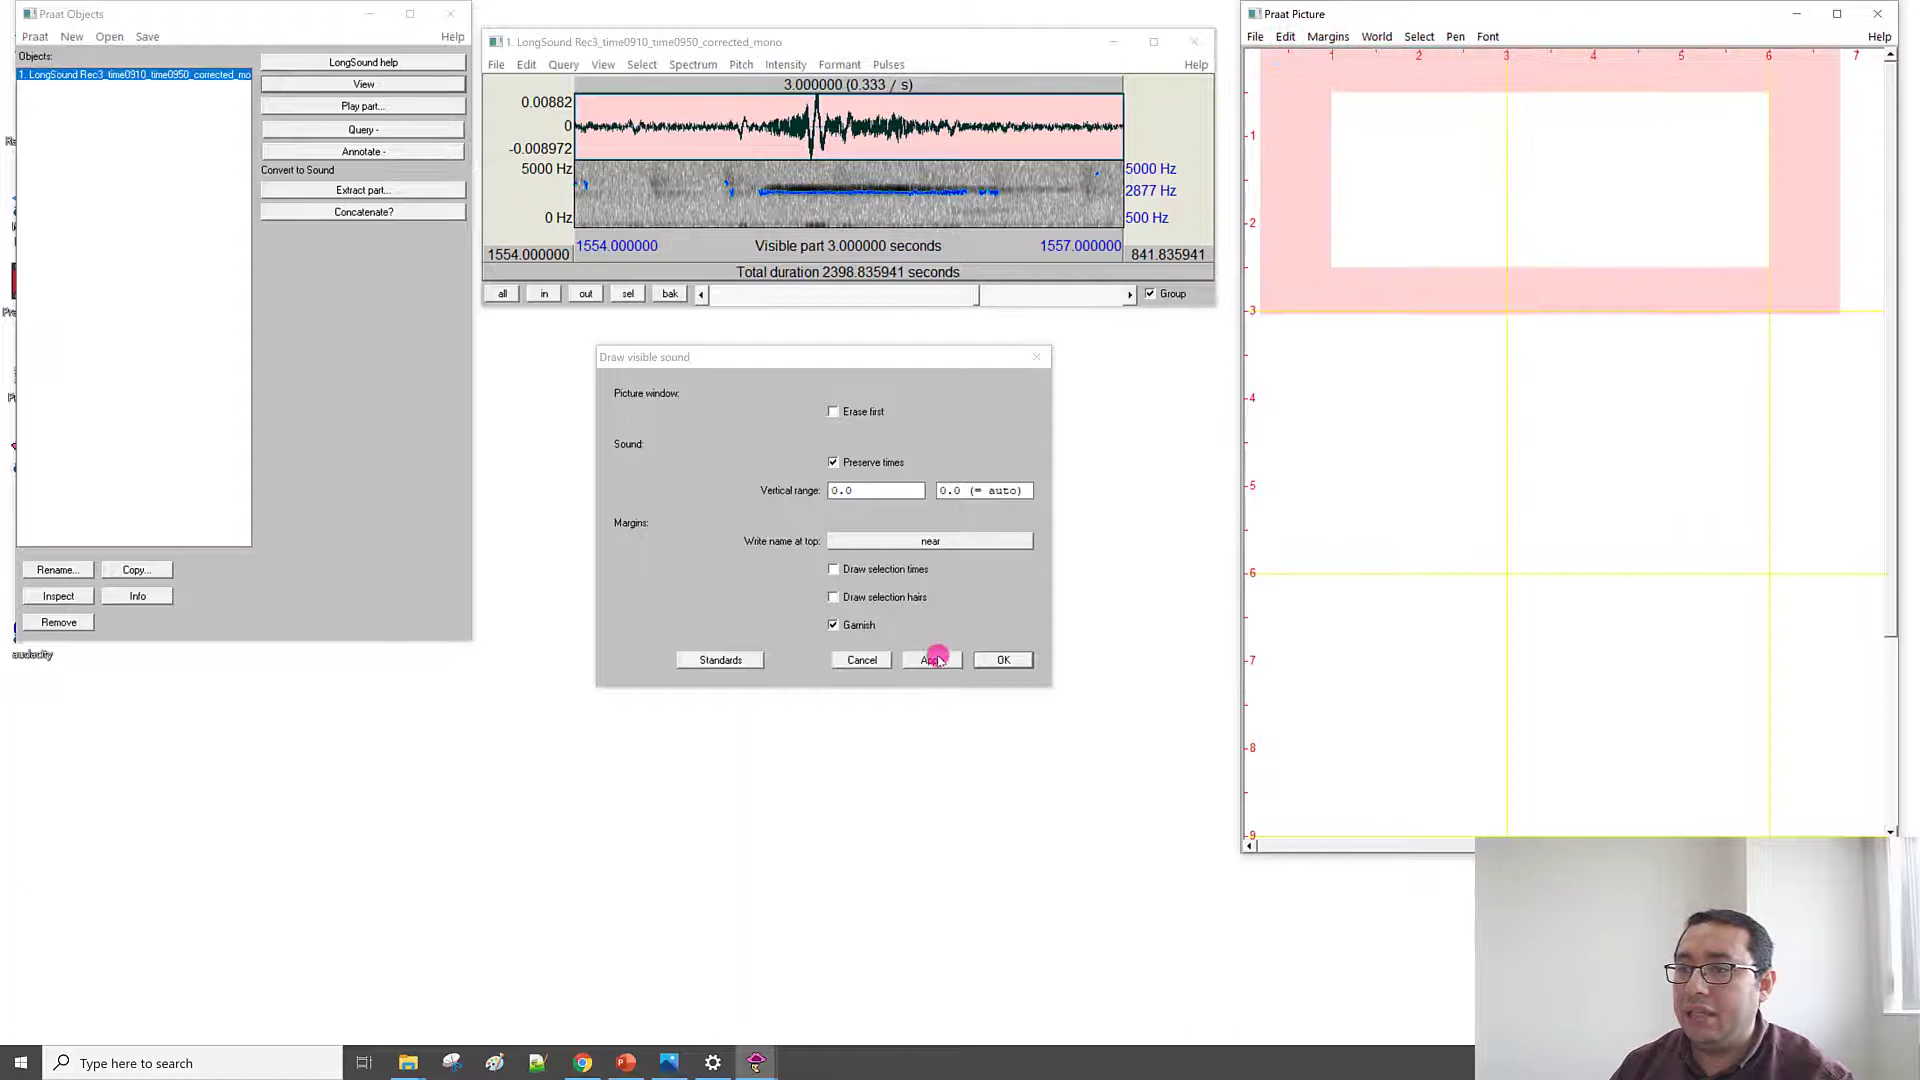 Praat Objects
Praat New Open Save Help
Objects:
1. LongSound Rec3_time0910_time0950_corrected_mo
LongSound help
View
Play part...
Query -
Annotate -
Convert to Sound
Extract part...
Concatenate?
Rename... Copy...
Inspect Info
Remove
audacity
1. LongSound Rec3_time0910_time0950_corrected_mono
File Edit Query View Select Spectrum Pitch Intensity Formant Pulses Help
3.000000 (0.333 / s)
0.00882
0
-0.008972
5000 Hz 5000 Hz
2877 Hz
0 Hz 500 Hz
1554.000000 Visible part 3.000000 seconds 1557.000000
1554.000000 841.835941
Total duration 2398.835941 seconds
all in out sel bak Group
Draw visible sound
Picture window:
Erase first
Sound:
Preserve times
Vertical range: 0.0 0.0 (= auto)
Margins:
Write name at top: near
Draw selection times
Draw selection hairs
Garnish
Standards Cancel OK
Praat Picture
File Edit Margins World Select Pen Font Help
1 2 3 4 5 6 7
1
2
3
4
5
6
7
8
9
Type here to search